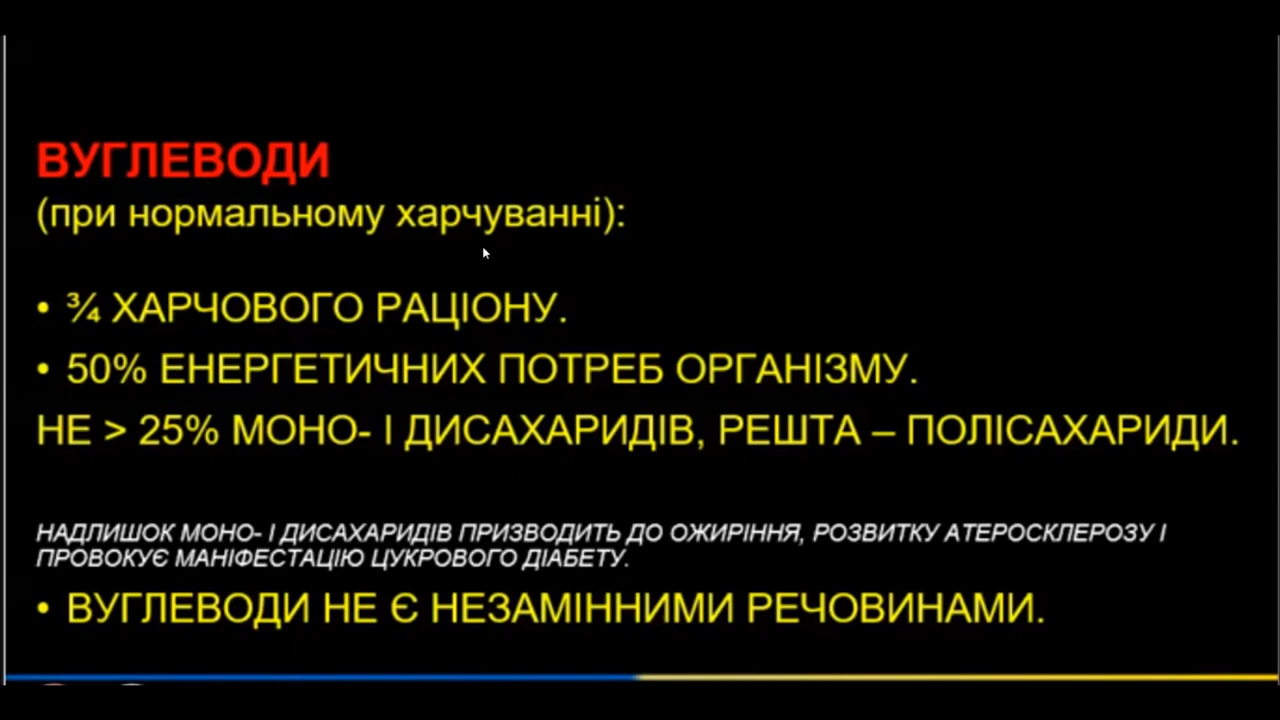 ВУГЛЕВОДИ
(при нормальному харчуванні):
• ¾ ХАРЧОВОГО РАЦІОНУ.
• 50% ЕНЕРГЕТИЧНИХ ПОТРЕБ ОРГАНІЗМУ.
НЕ > 25% МОНО- І ДИСАХАРИДІВ, РЕШТА – ПОЛІСАХАРИДИ.
НАДЛИШОК МОНО- І ДИСАХАРИДІВ ПРИЗВОДИТЬ ДО ОЖИРІННЯ, РОЗВИТКУ АТЕРОСКЛЕРОЗУ І
ПРОВОКУЄ МАНІФЕСТАЦІЮ ЦУКРОВОГО ДІАБЕТУ.
• ВУГЛЕВОДИ НЕ Є НЕЗАМІННИМИ РЕЧОВИНАМИ.